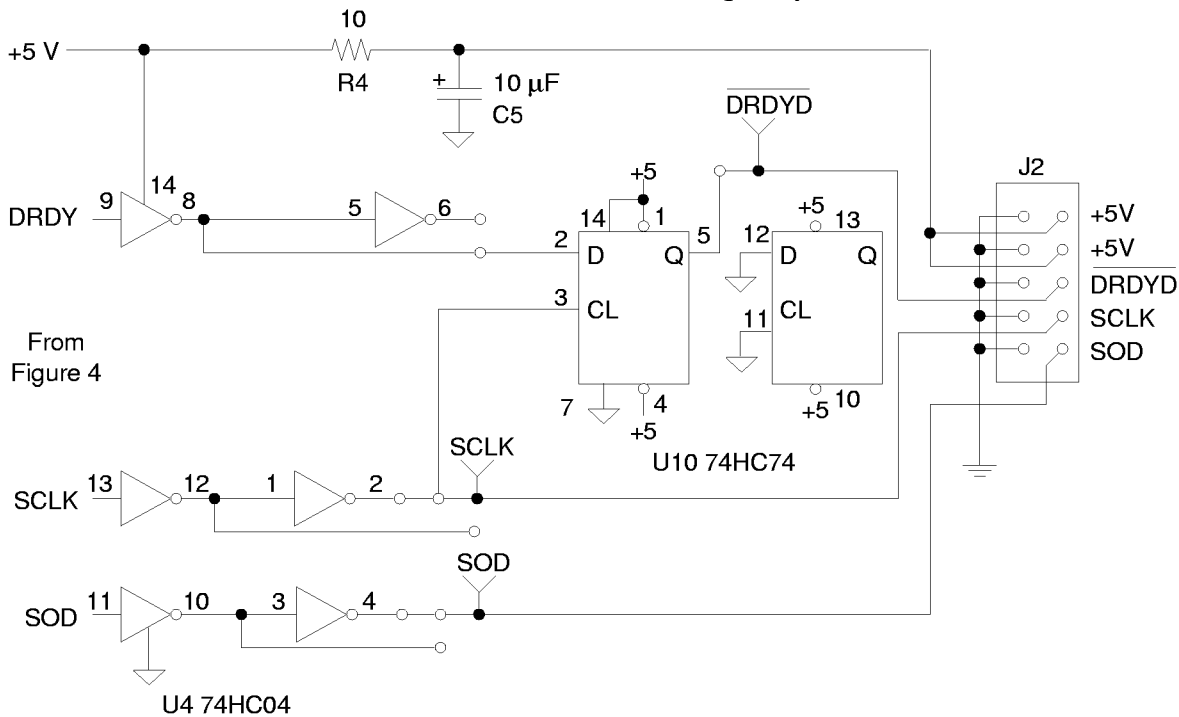 10
+5 V
R4
+
10 µF
C5
DRDYD
J2
+5
14
9
8
5
6
DRDY
14
1
2
D
Q
5
+5
13
12
D
Q
+5V
+5V
DRDYD
SCLK
SOD
3
CL
11
CL
From
Figure 4
7
4
+5
+5
10
SCLK
U10 74HC74
13
12
1
2
SCLK
SOD
11
10
3
4
SOD
U4 74HC04